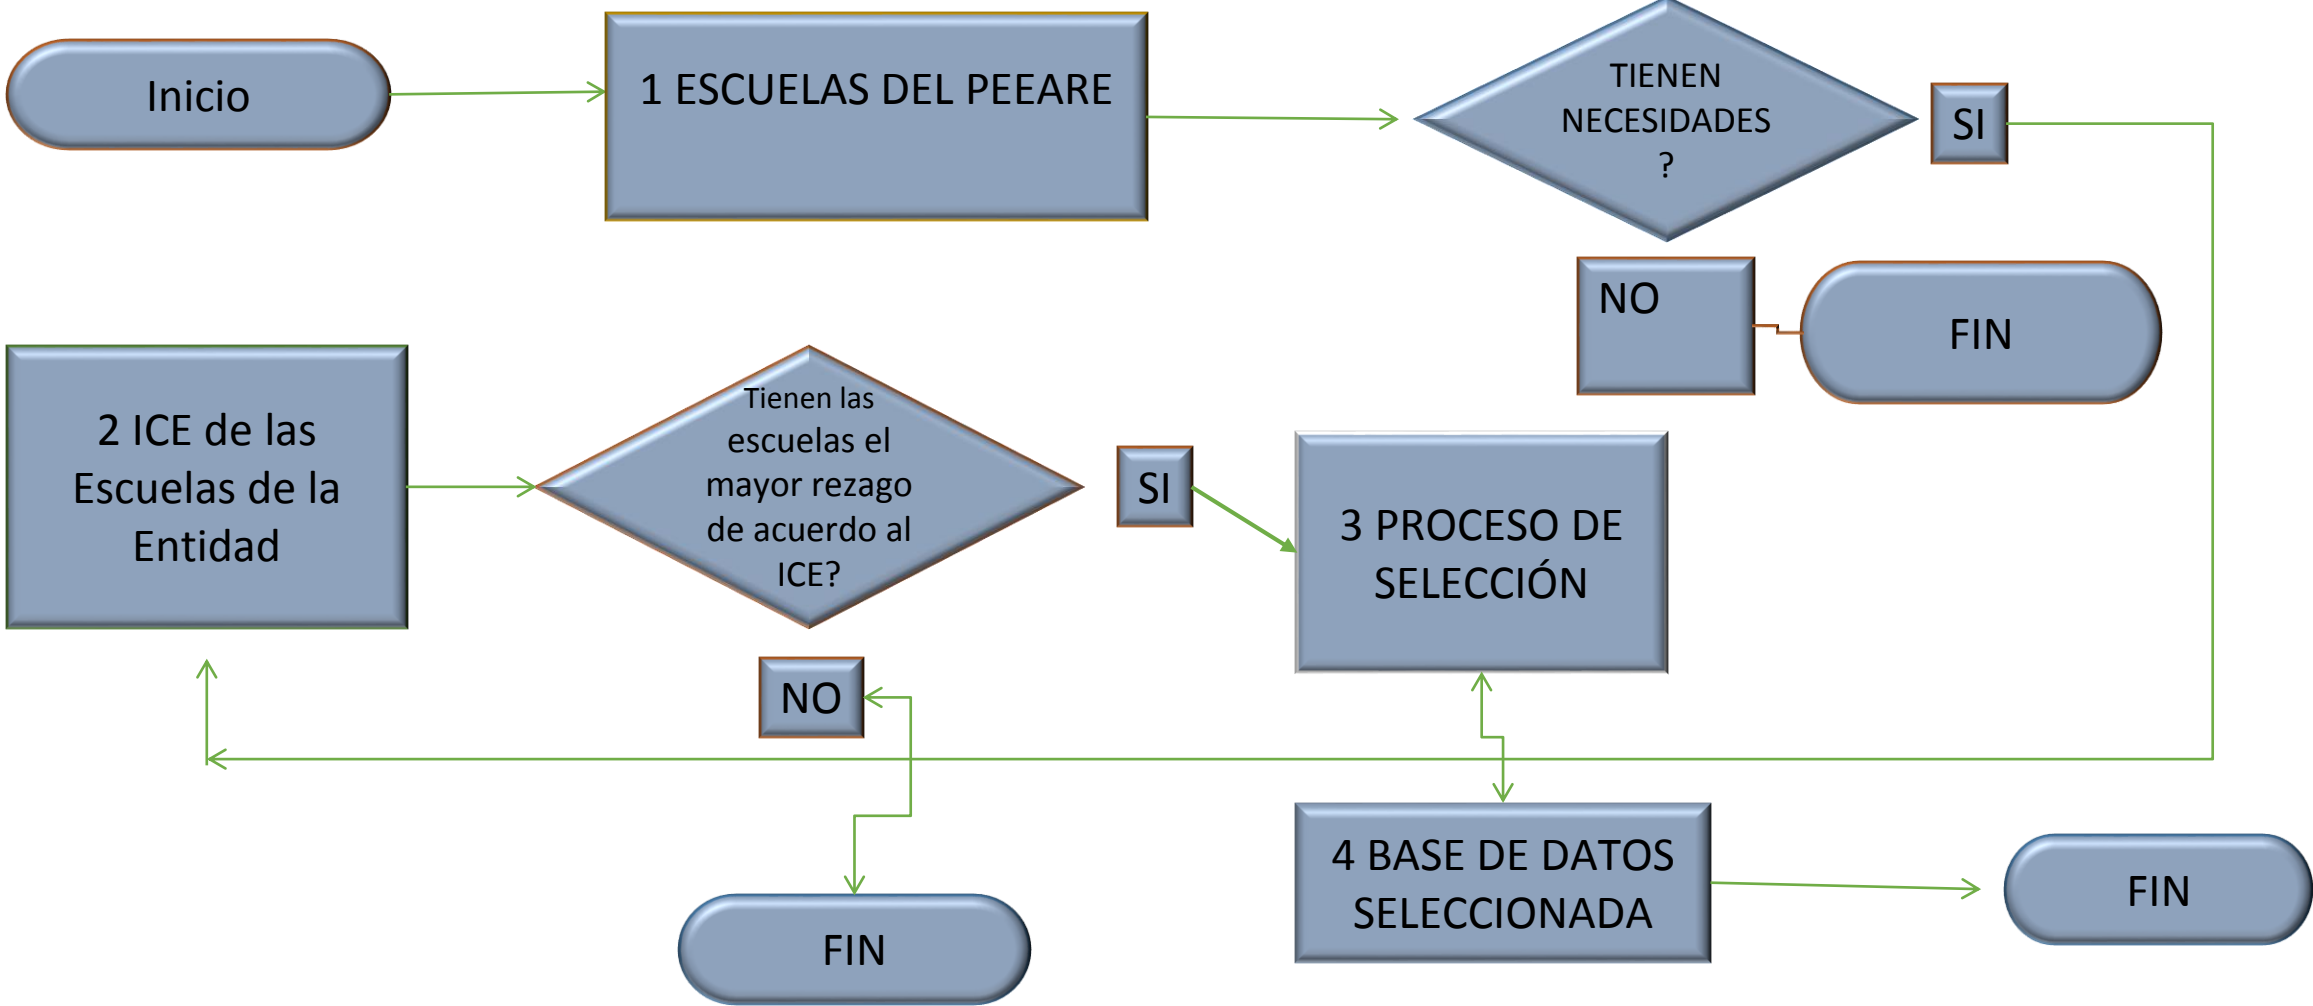 Inicio
1 ESCUELAS DEL PEEARE
TIENEN
NECESIDADES
?
SI
NO
FIN
2 ICE de las
Escuelas de la
Entidad
Tienen las
escuelas el
mayor rezago
de acuerdo al
ICE?
SI
3 PROCESO DE
SELECCIÓN
NO
4 BASE DE DATOS
SELECCIONADA
FIN
FIN